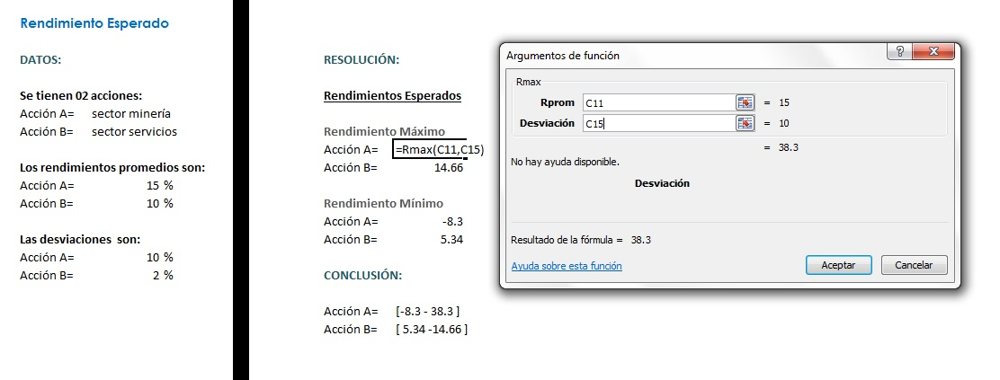 Rendimiento Esperado
DATOS:
Se tienen 02 acciones:
Acción A= sector minería
Acción B= sector servicios
Los rendimientos promedios son:
Acción A= 15 %
Acción B= 10 %
Las desviaciones son:
Acción A= 10 %
Acción B= 2 %
RESOLUCIÓN:
Rendimientos Esperados
Rendimiento Máximo
Acción A= =Rmax(C11,C15)
Acción B= 14.66
Rendimiento Mínimo
Acción A= -8.3
Acción B= 5.34
CONCLUSIÓN:
Acción A= [-8.3 - 38.3 ]
Acción B= [ 5.34 -14.66 ]
Argumentos de función
Rmax
Rprom C11 = 15
Desviación C15 = 10
= 38.3
No hay ayuda disponible.
Desviación
Resultado de la fórmula = 38.3
Ayuda sobre esta función
Aceptar Cancelar